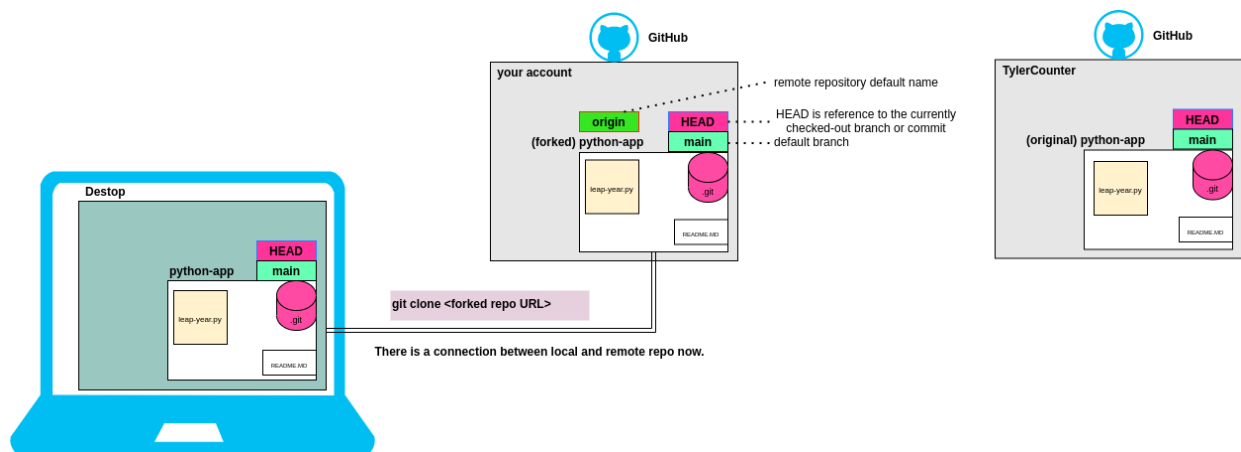 GitHub
your account
remote repository default name
origin
HEAD
HEAD is reference to the currently
checked-out branch or commit
(forked) python-app
main
default branch
leap-year.py
.git
README.MD
GitHub
TylerCounter
HEAD
(original) python-app
main
leap-year.py
.git
README.MD
Destop
HEAD
python-app
main
leap-year.py
.git
README.MD
git clone <forked repo URL>
There is a connection between local and remote repo now.